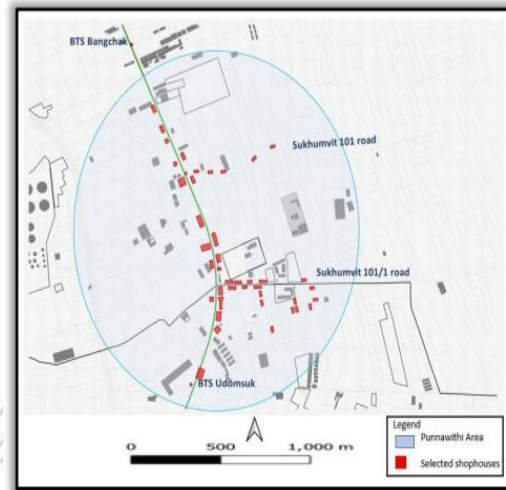 BTS Bangchak
Sukhumvit 101 road
Sukhumvit 101/1 road
BTS Udomsuk
0 500 1,000 m
Legend
Punnawithi Area
Selected shophouses